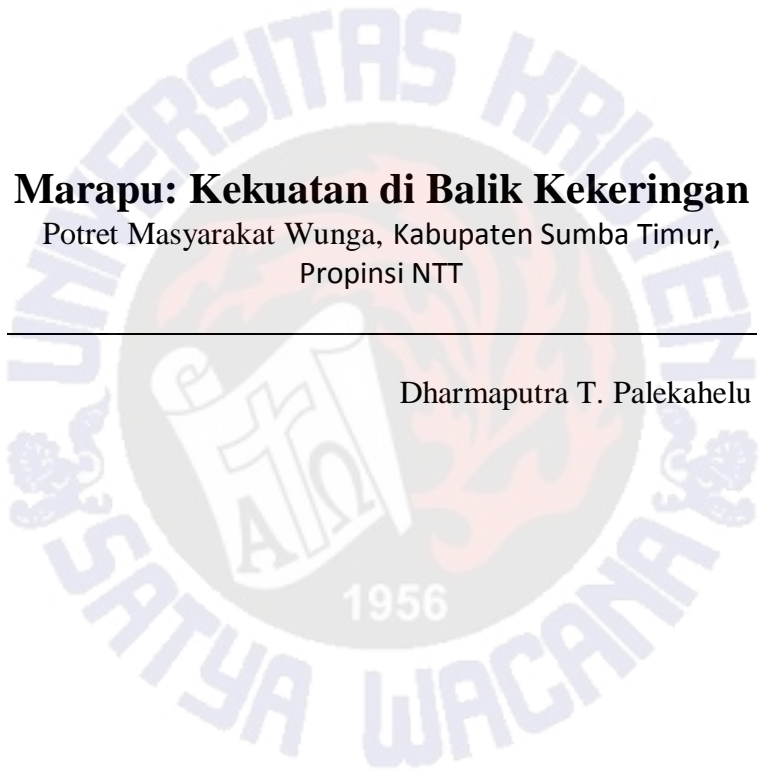 Marapu: Kekuatan di Balik Kekeringan
Potret Masyarakat Wunga, Kabupaten Sumba Timur,
Propinsi NTT
Dharmaputra T. Palekahelu
UNIVERSITAS KRISTEN
ΑΩ
1956
SATYA WACANA